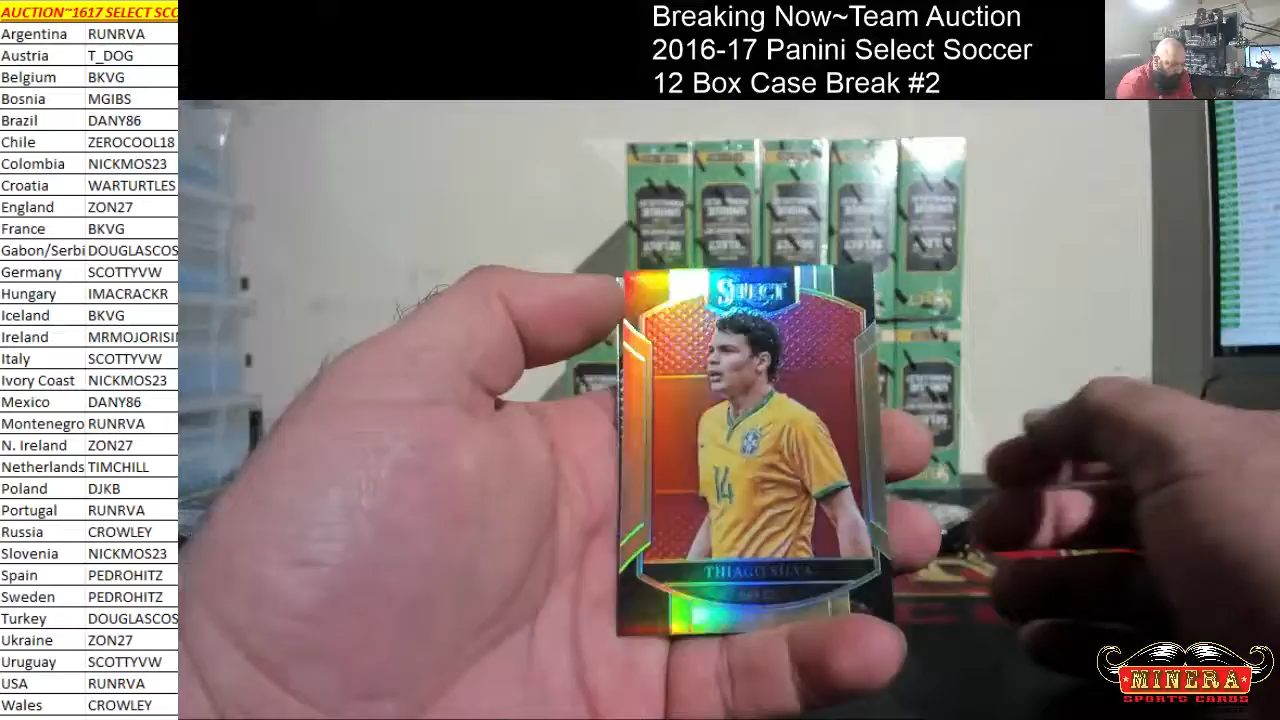 AUCTION~1617 SELECT SCC
Argentina RUNRVA
Austria T_DOG
Belgium BKVG
Bosnia MGIBS
Brazil DANY86
Chile ZEROCOOL18
Colombia NICKMOS23
Croatia WARTURTLES
England ZON27
France BKVG
Gabon/Serbi DOUGLASCOS
Germany SCOTTYVW
Hungary IMACRACKR
Iceland BKVG
Ireland MRMOJORISI
Italy SCOTTYVW
Ivory Coast NICKMOS23
Mexico DANY86
Montenegro RUNRVA
N. Ireland ZON27
Netherlands TIMCHILL
Poland DJKB
Portugal RUNRVA
Russia CROWLEY
Slovenia NICKMOS23
Spain PEDROHITZ
Sweden PEDROHITZ
Turkey DOUGLASCOS
Ukraine ZON27
Uruguay SCOTTYVW
USA RUNRVA
Wales CROWLEY
Breaking Now~Team Auction
2016-17 Panini Select Soccer
12 Box Case Break #2
SELECT
14
THIAGO SILVA
MINERA
SPORTS CARDS